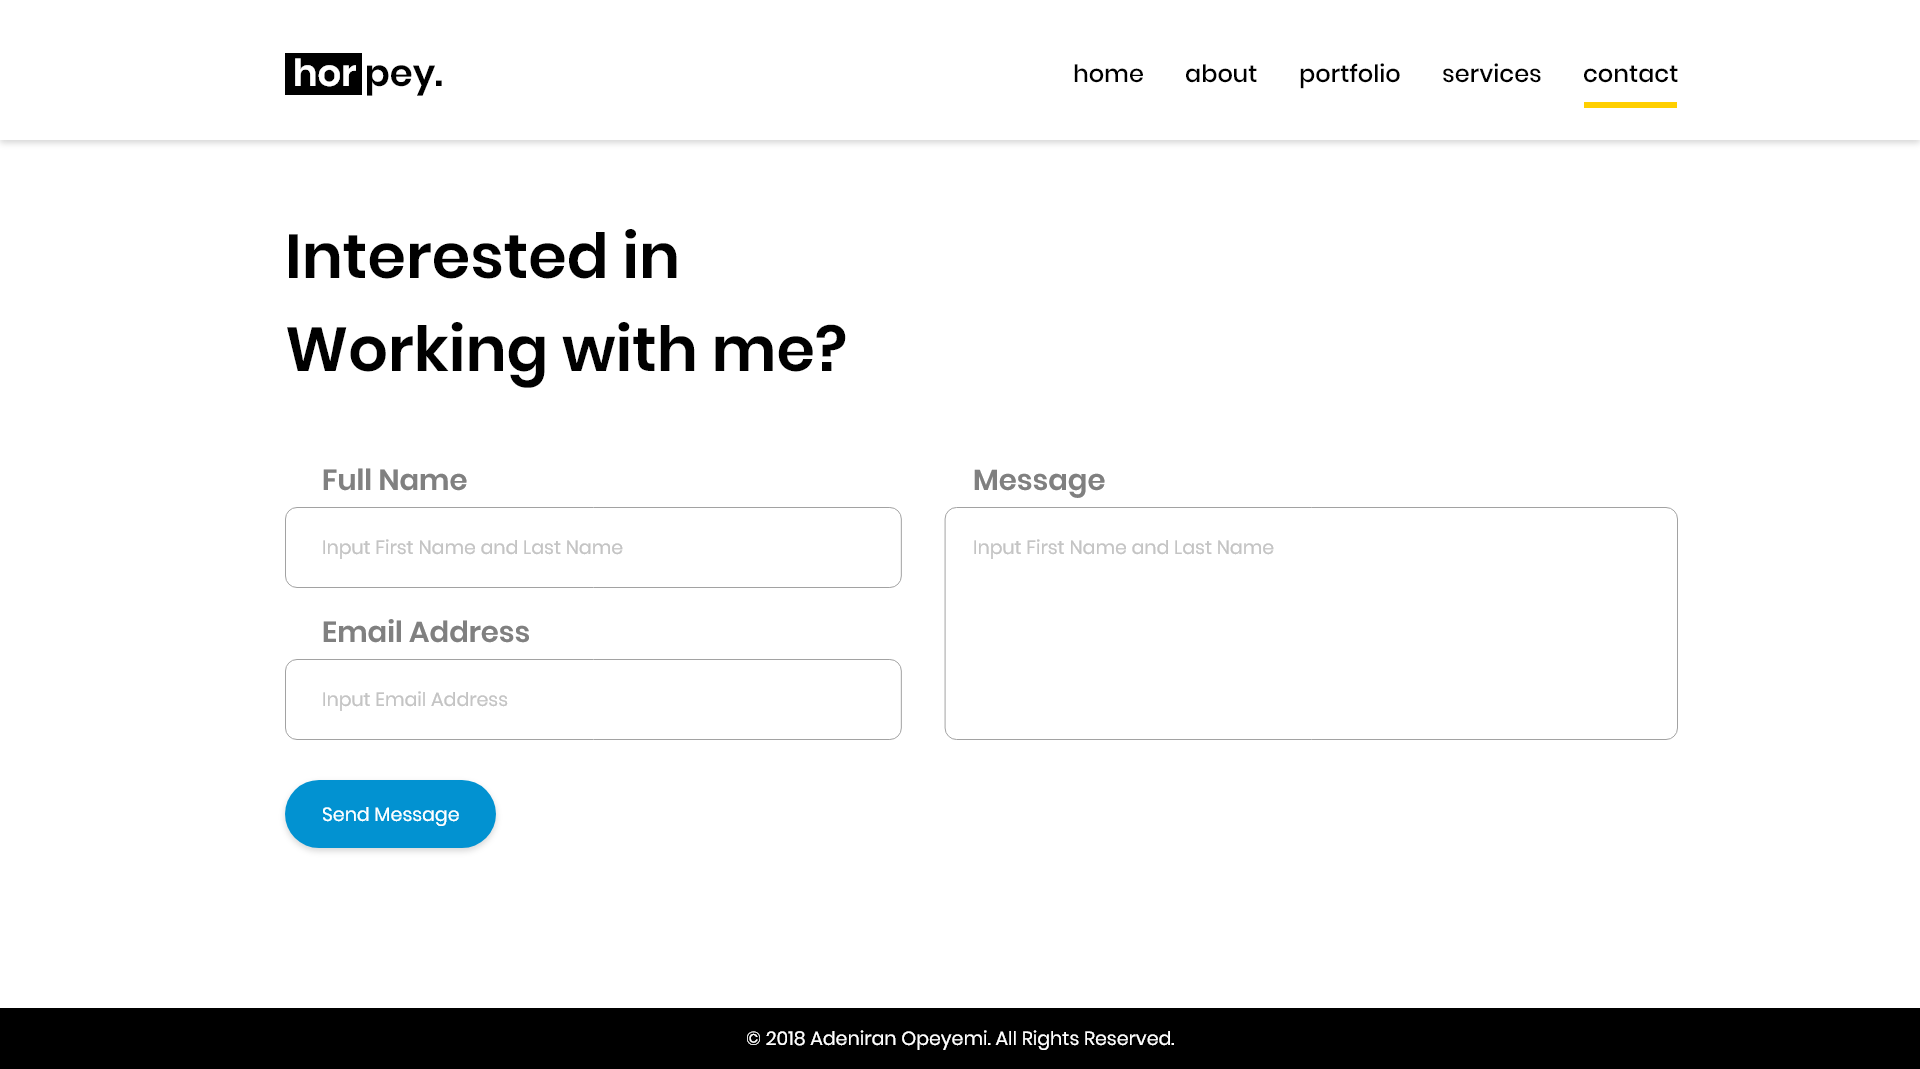 horpey.
home about portfolio services contact
Interested in
Working with me?
Full Name
Input First Name and Last Name
Email Address
Input Email Address
Message
Input First Name and Last Name
Send Message
© 2018 Adeniran Opeyemi. All Rights Reserved.